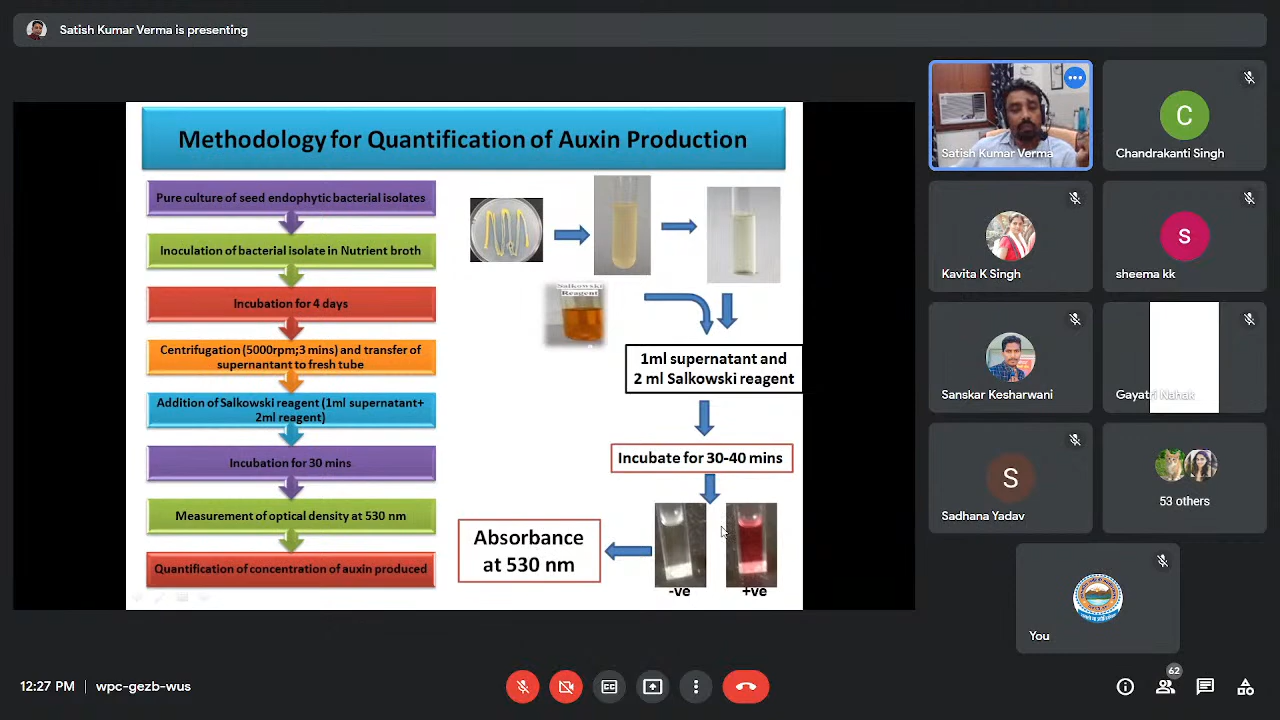 Satish Kumar Verma is presenting
Methodology for Quantification of Auxin Production
Pure culture of seed endophytic bacterial isolates
Inoculation of bacterial isolate in Nutrient broth
Incubation for 4 days
Centrifugation (5000rpm;3 mins) and transfer of
supernantant to fresh tube
Addition of Salkowski reagent (1ml supernatant+
2ml reagent)
Incubation for 30 mins
Measurement of optical density at 530 nm
Quantification of concentration of auxin produced
Salkowski
Reagent
1ml supernatant and
2 ml Salkowski reagent
Incubate for 30-40 mins
Absorbance
at 530 nm
-ve
+ve
Satish Kumar Verma
C
Chandrakanti Singh
Kavita K Singh
S
sheema kk
Sanskar Kesharwani
Gayatri Nahak
S
Sadhana Yadav
53 others
You
12:27 PM | wpc-gezb-wus
62